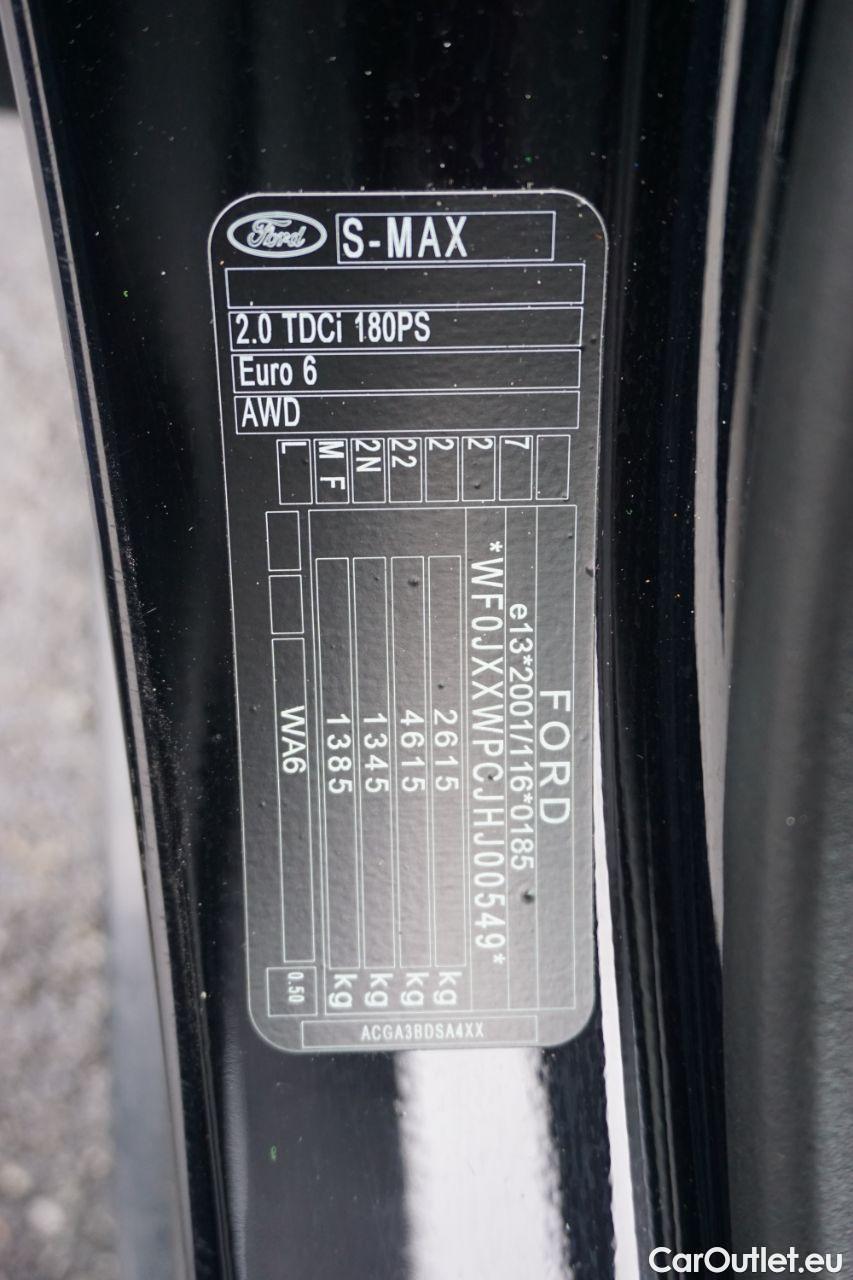 Ford
S-MAX
2.0 TDCi 180PS
Euro 6
AWD
7
2
2
22
2N
M F
L
FORD
e13*2001/116*0185
*WF0JXXWPCJHJ00549*
2615 kg
4615 kg
1345 kg
1385 kg
WA6
0.50
ACGA3BDSA4XX
CarOutlet.eu